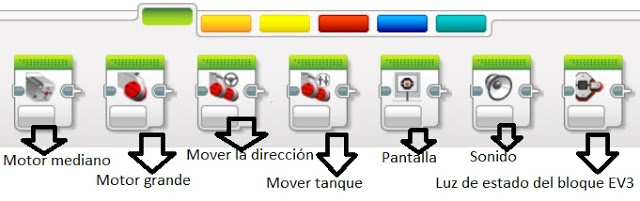 Motor mediano
Motor grande
Mover la dirección
Mover tanque
Pantalla
Sonido
Luz de estado del bloque EV3